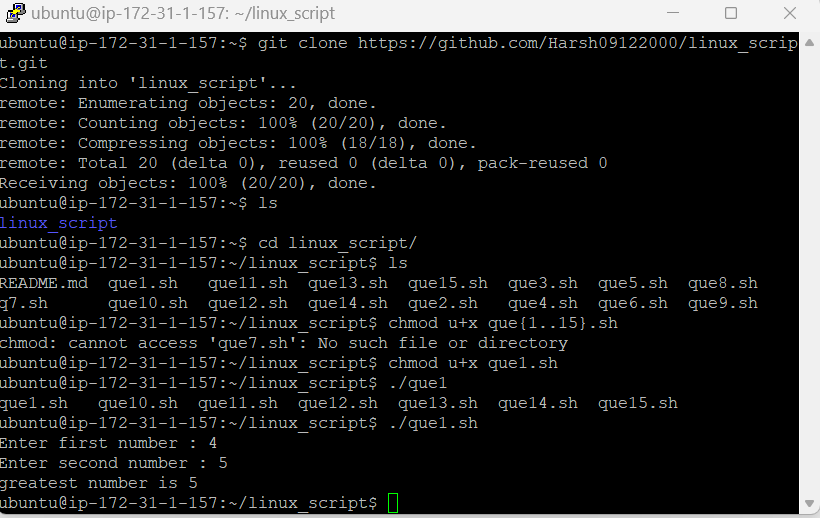 ubuntu@ip-172-31-1-157: ~/linux_script
ubuntu@ip-172-31-1-157:~$ git clone https://github.com/Harsh09122000/linux_scrip
t.git
Cloning into 'linux_script'...
remote: Enumerating objects: 20, done.
remote: Counting objects: 100% (20/20), done.
remote: Compressing objects: 100% (18/18), done.
remote: Total 20 (delta 0), reused 0 (delta 0), pack-reused 0
Receiving objects: 100% (20/20), done.
ubuntu@ip-172-31-1-157:~$ ls
linux_script
ubuntu@ip-172-31-1-157:~$ cd linux_script/
ubuntu@ip-172-31-1-157:~/linux_script$ ls
README.md  que1.sh   que11.sh  que13.sh  que15.sh  que3.sh  que5.sh  que8.sh
q7.sh      que10.sh  que12.sh  que14.sh  que2.sh   que4.sh  que6.sh  que9.sh
ubuntu@ip-172-31-1-157:~/linux_script$ chmod u+x que{1..15}.sh
chmod: cannot access 'que7.sh': No such file or directory
ubuntu@ip-172-31-1-157:~/linux_script$ chmod u+x que1.sh
ubuntu@ip-172-31-1-157:~/linux_script$ ./que1
que1.sh   que10.sh  que11.sh  que12.sh  que13.sh  que14.sh  que15.sh
ubuntu@ip-172-31-1-157:~/linux_script$ ./que1.sh
Enter first number : 4
Enter second number : 5
greatest number is 5
ubuntu@ip-172-31-1-157:~/linux_script$